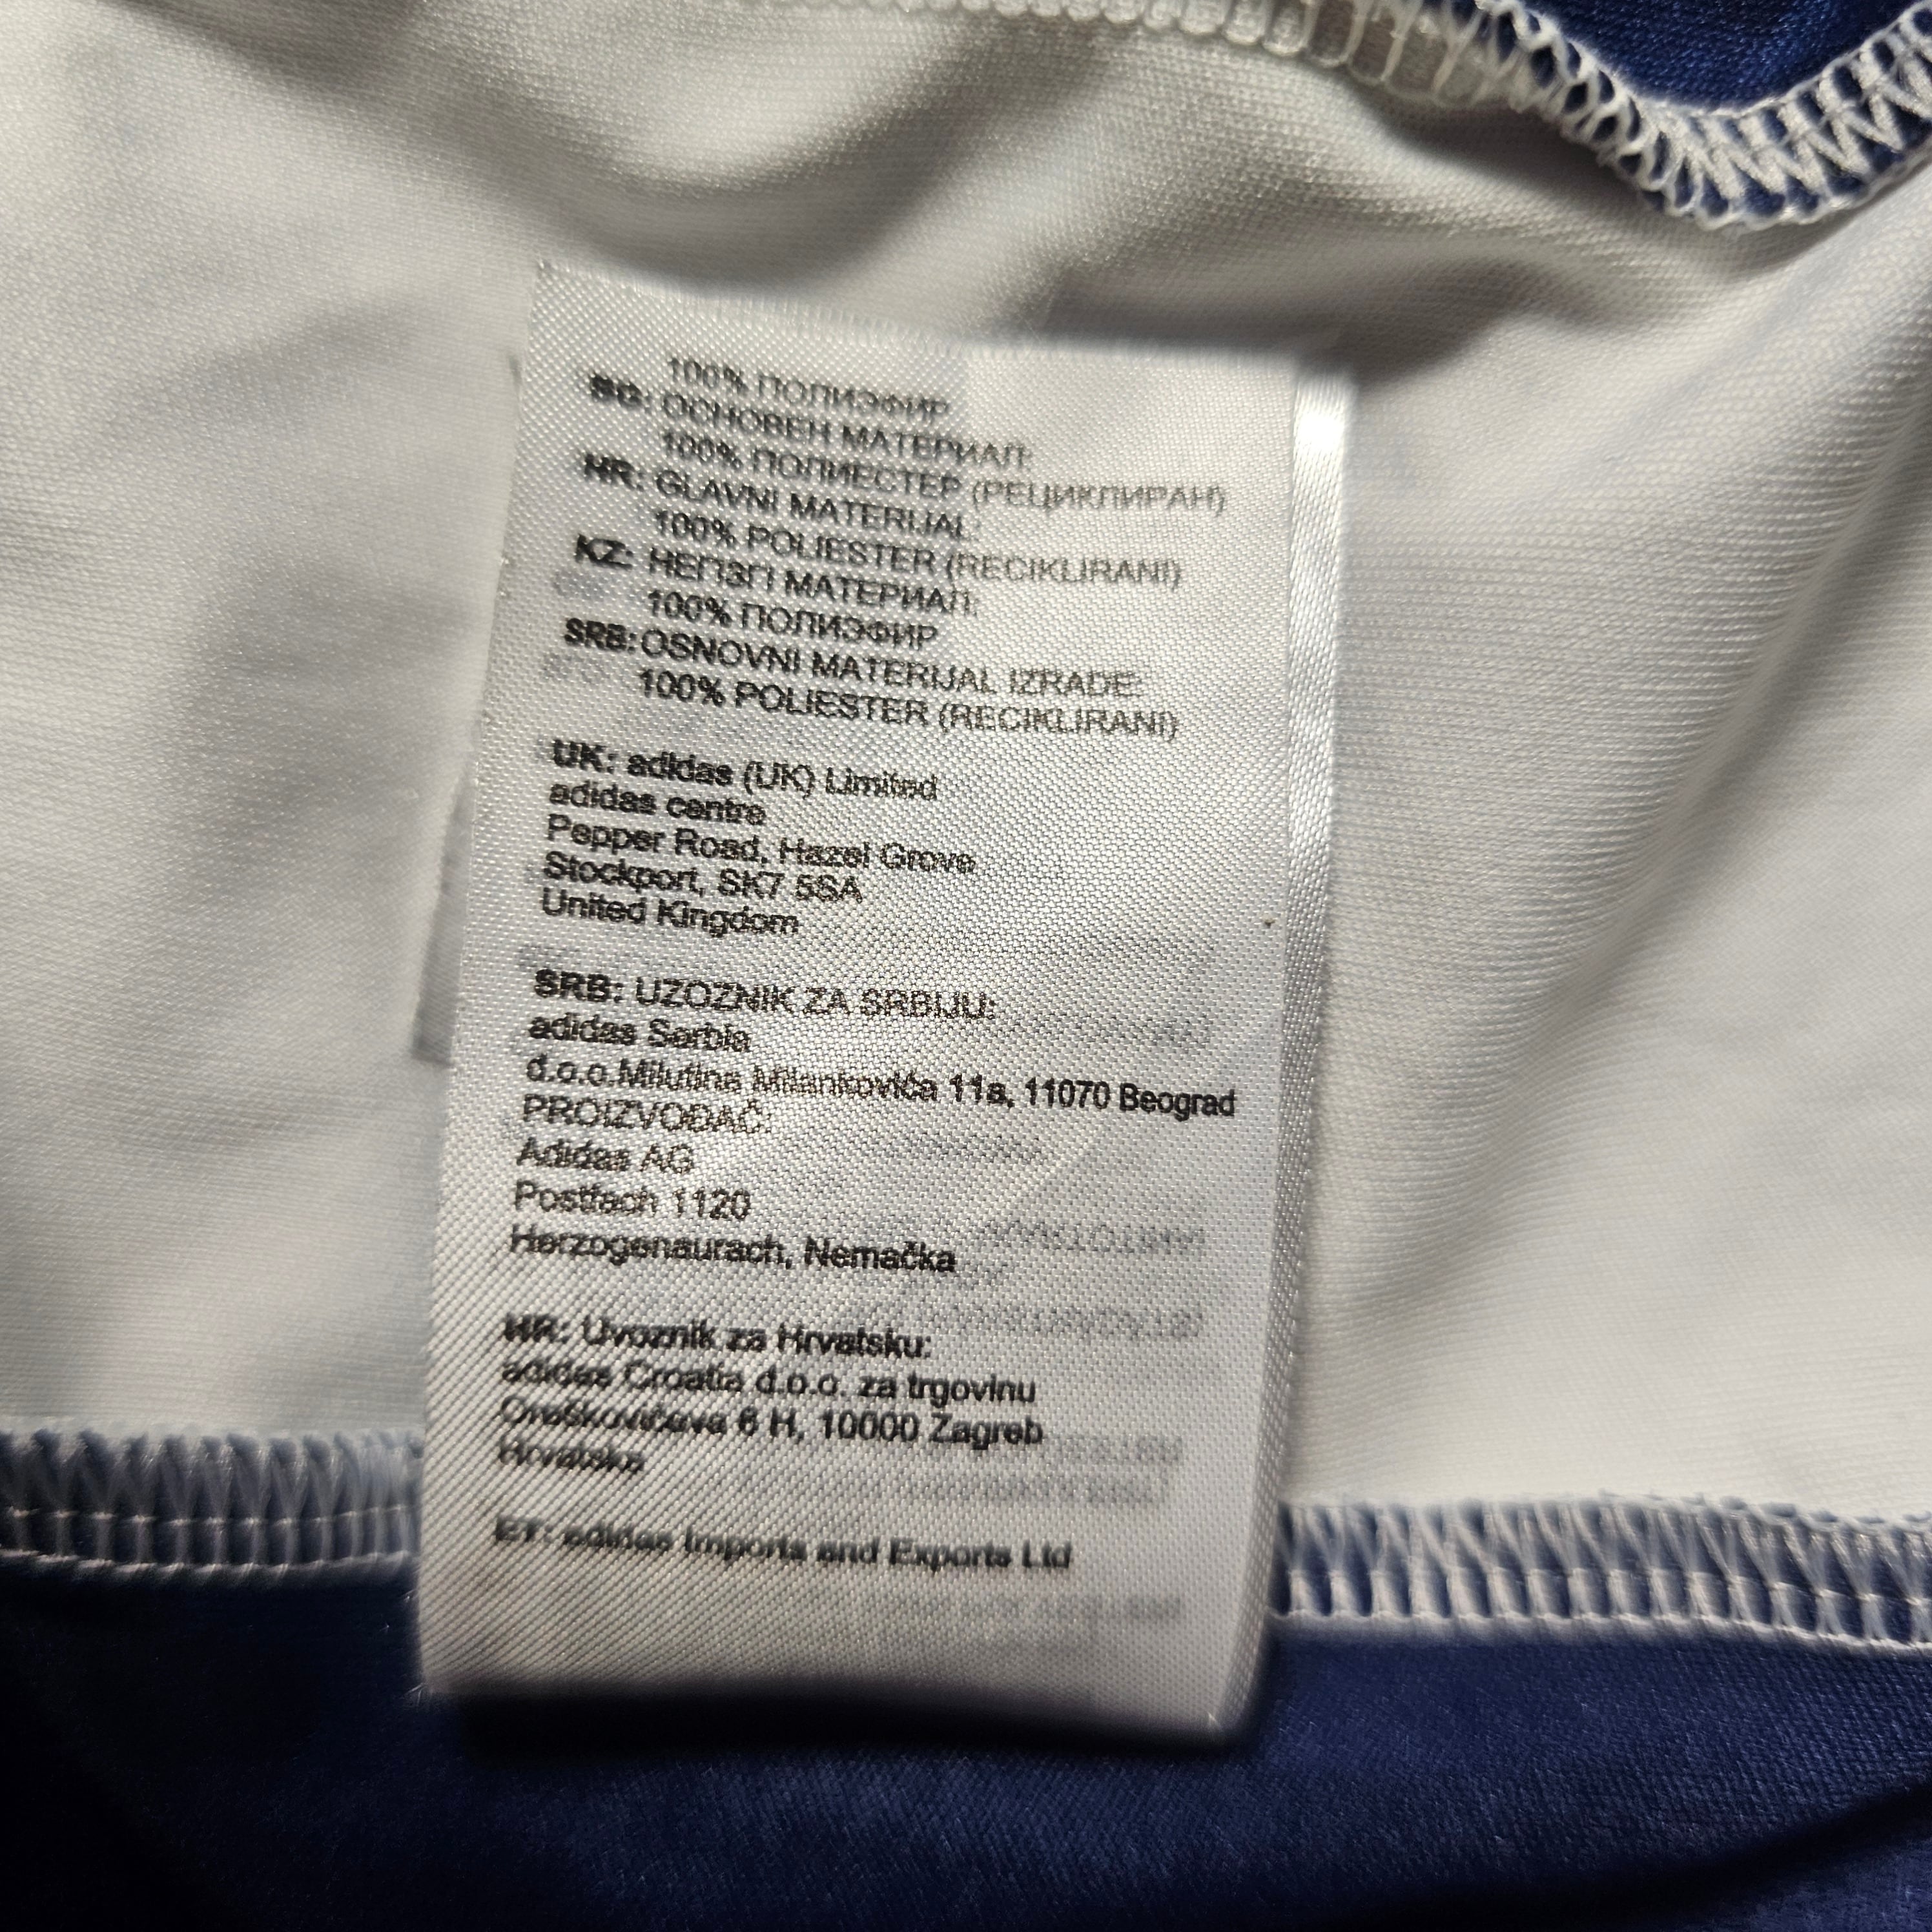 100% ПОЛИЭФИР
BG: ОСНОВЕН МАТЕРИАЛ:
100% ПОЛИЕСТЕР (РЕЦИКЛИРАН)
HR: GLAVNI MATERIJAL:
100% POLIESTER (RECIKLIRANI)
KZ: НЕГІЗГІ МАТЕРИАЛ:
100% ПОЛИЭФИР
SRB: OSNOVNI MATERIJAL IZRADE:
100% POLIESTER (RECIKLIRANI)
UK: adidas (UK) Limited
adidas centre
Pepper Road, Hazel Grove
Stockport, SK7 5SA
United Kingdom
SRB: UZOZNIK ZA SRBIJU:
adidas Serbia
d.o.o.Milutina Milankovića 11a, 11070 Beograd
PROIZVOĐAČ:
Adidas AG
Postfach 1120
Herzogenaurach, Nemačka
HR: Uvoznik za Hrvatsku:
adidas Croatia d.o.o. za trgovinu
Oreškovićeva 6 H, 10000 Zagreb
Hrvatska
ET: adidas Imports and Exports Ltd